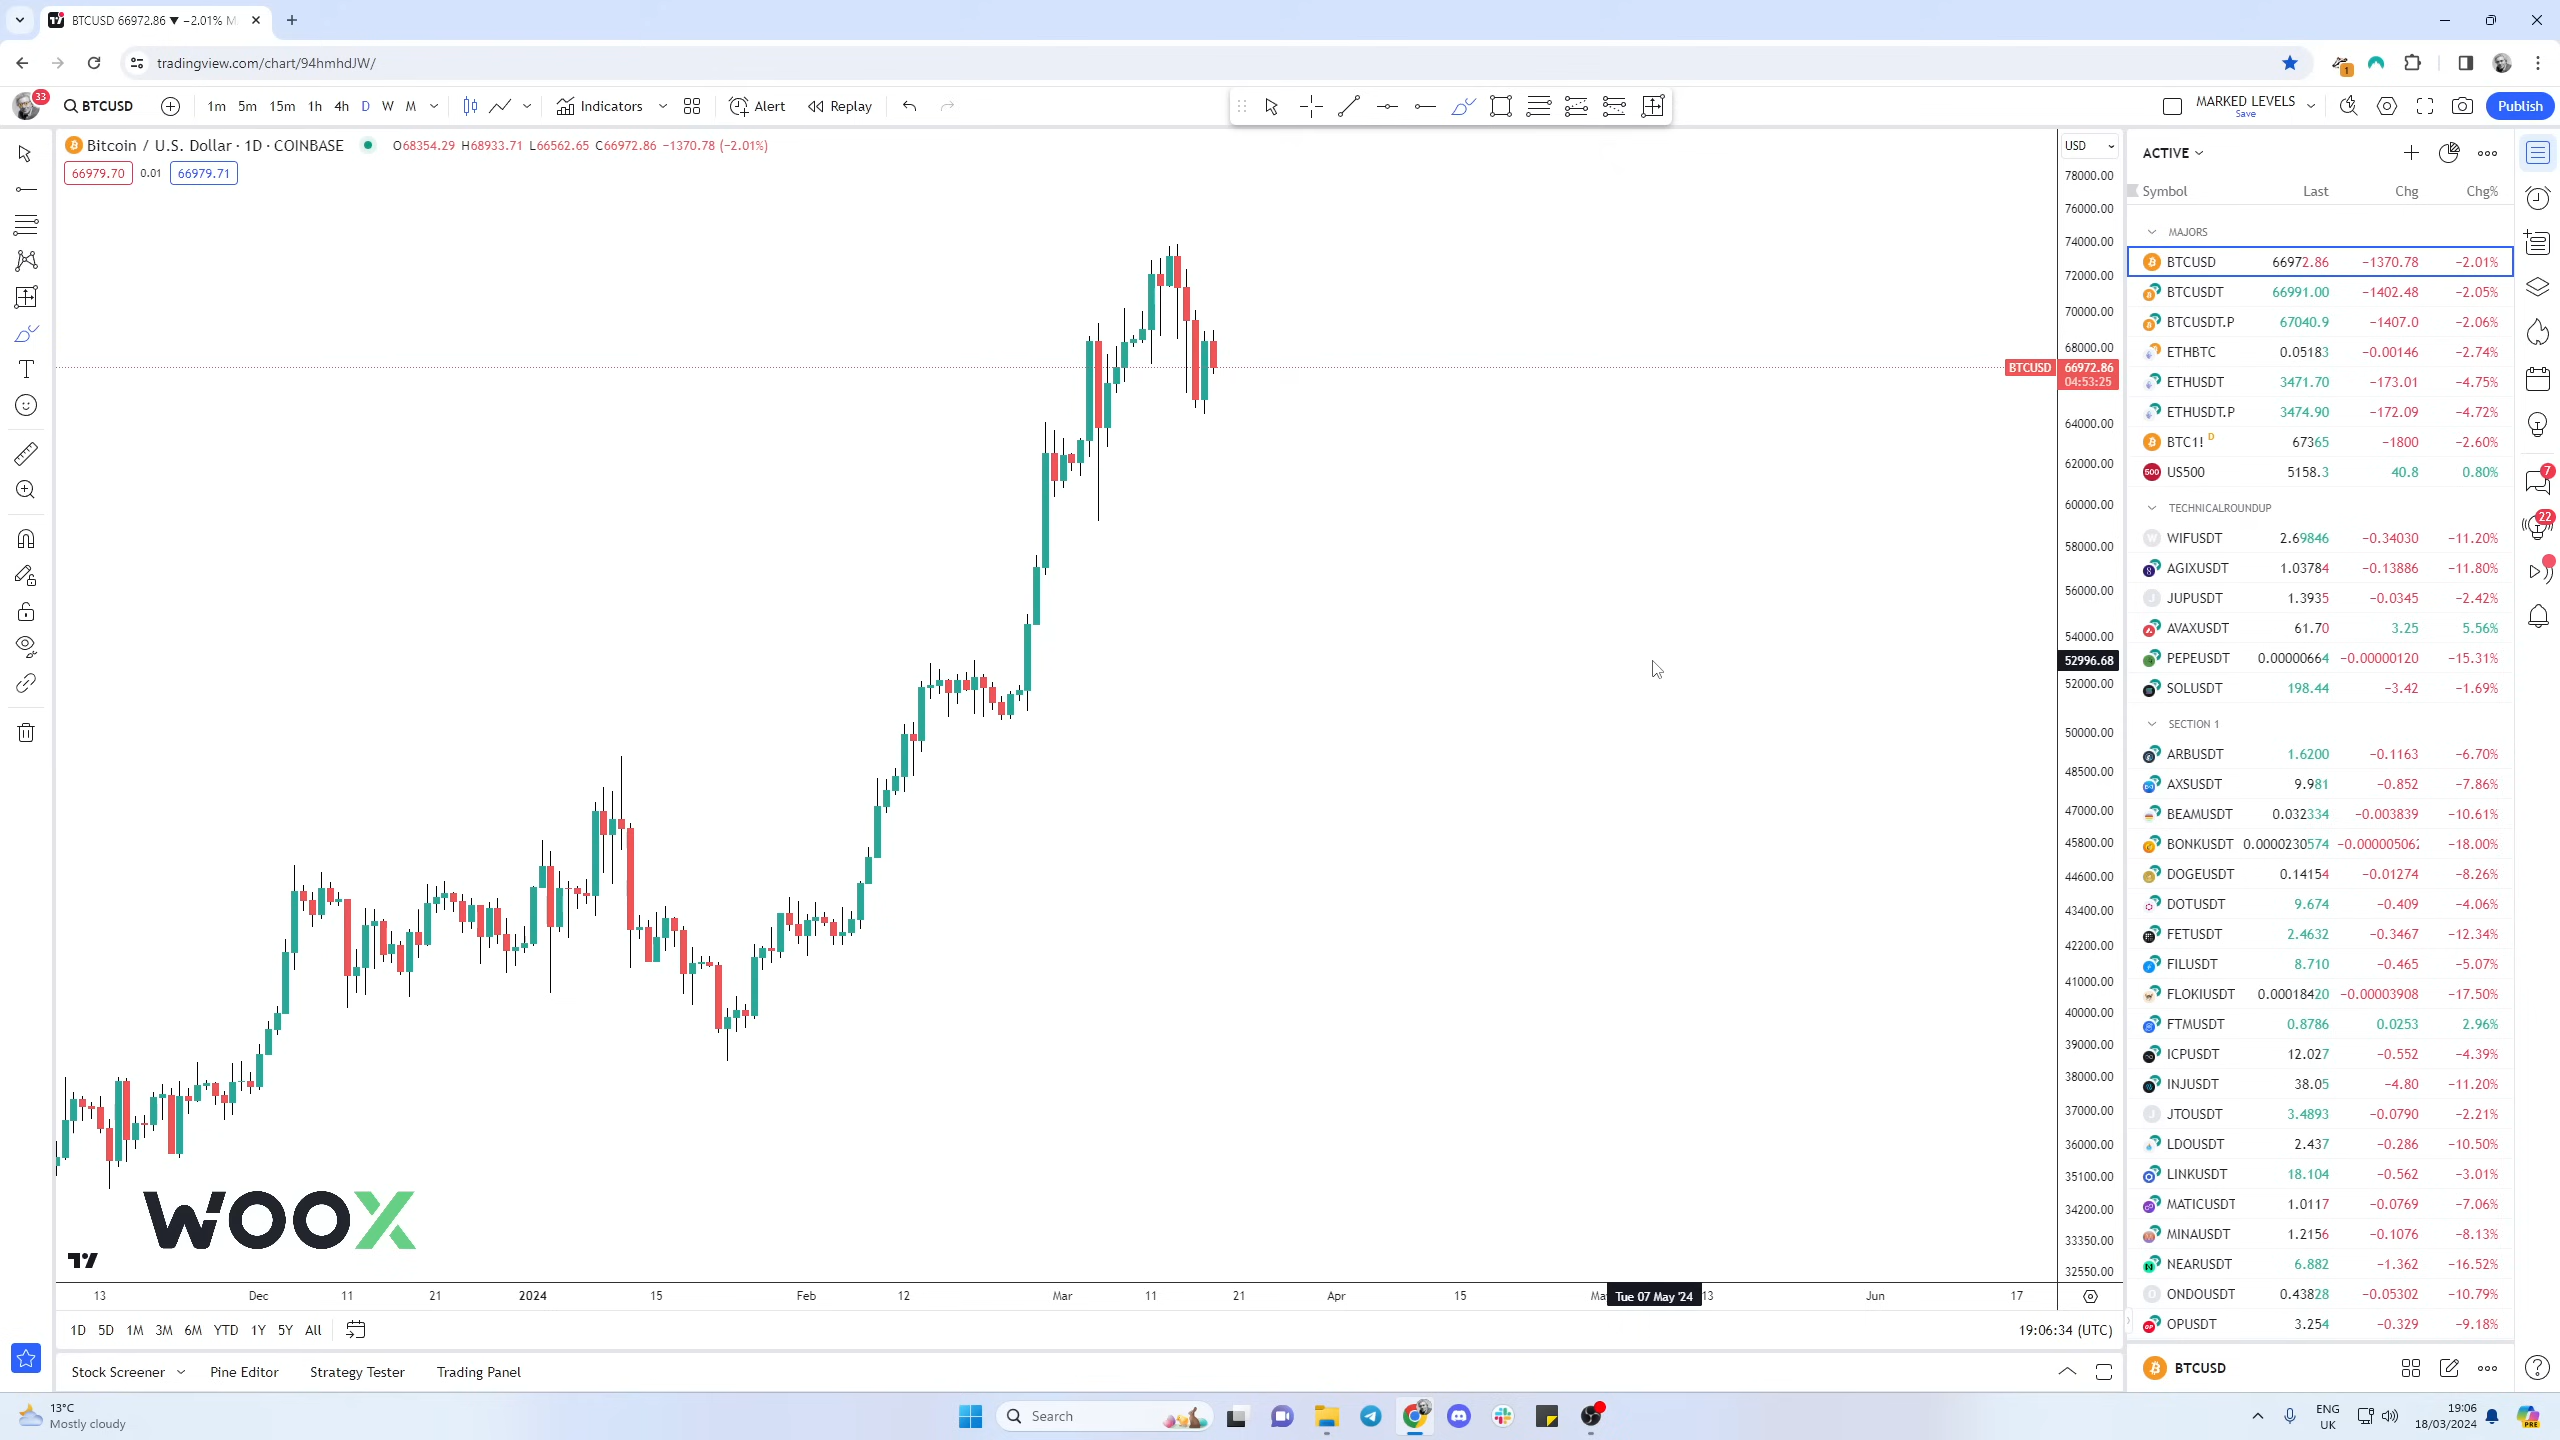 BTCUSD 66972.86 ▼ −2.01% M
tradingview.com/chart/94hmhdJW/
1
33
BTCUSD
1m 5m 15m 1h 4h D W M
Indicators
Alert
Replay
MARKED LEVELS
Save
Publish
Bitcoin / U.S. Dollar · 1D · COINBASE
O68354.29 H68933.71 L66562.65 C66972.86 −1370.78 (−2.01%)
66979.70 0.01 66979.71
USD
78000.00
76000.00
74000.00
72000.00
70000.00
68000.00
BTCUSD 66972.86
04:53:25
64000.00
62000.00
60000.00
58000.00
56000.00
54000.00
52996.68
52000.00
50000.00
48500.00
47000.00
45800.00
44600.00
43400.00
42200.00
41000.00
40000.00
39000.00
38000.00
37000.00
36000.00
35100.00
34200.00
33350.00
32550.00
WOOX
13 Dec 11 21 2024 15 Feb 12 Mar 11 21 Apr 15 Tue 07 May '24 13 Jun 17
1D 5D 1M 3M 6M YTD 1Y 5Y All
19:06:34 (UTC)
Stock Screener Pine Editor Strategy Tester Trading Panel
ACTIVE
Symbol Last Chg Chg%
MAJORS
BTCUSD 66972.86 −1370.78 −2.01%
BTCUSDT 66991.00 −1402.48 −2.05%
BTCUSDT.P 67040.9 −1407.0 −2.06%
ETHBTC 0.05183 −0.00146 −2.74%
ETHUSDT 3471.70 −173.01 −4.75%
ETHUSDT.P 3474.90 −172.09 −4.72%
BTC1! D 67365 −1800 −2.60%
500 US500 5158.3 40.8 0.80%
TECHNICALROUNDUP
W WIFUSDT 2.69846 −0.34030 −11.20%
AGIXUSDT 1.03784 −0.13886 −11.80%
J JUPUSDT 1.3935 −0.0345 −2.42%
AVAXUSDT 61.70 3.25 5.56%
PEPEUSDT 0.00000664 −0.00000120 −15.31%
SOLUSDT 198.44 −3.42 −1.69%
SECTION 1
ARBUSDT 1.6200 −0.1163 −6.70%
AXSUSDT 9.981 −0.852 −7.86%
BEAMUSDT 0.032334 −0.003839 −10.61%
BONKUSDT 0.0000230574 −0.000005062 −18.00%
DOGEUSDT 0.14154 −0.01274 −8.26%
DOTUSDT 9.674 −0.409 −4.06%
FETUSDT 2.4632 −0.3467 −12.34%
FILUSDT 8.710 −0.465 −5.07%
FLOKIUSDT 0.00018420 −0.00003908 −17.50%
FTMUSDT 0.8786 0.0253 2.96%
ICPUSDT 12.027 −0.552 −4.39%
INJUSDT 38.05 −4.80 −11.20%
J JTOUSDT 3.4893 −0.0790 −2.21%
LDOUSDT 2.437 −0.286 −10.50%
LINKUSDT 18.104 −0.562 −3.01%
MATICUSDT 1.0117 −0.0769 −7.06%
MINAUSDT 1.2156 −0.1076 −8.13%
NEARUSDT 6.882 −1.362 −16.52%
ONDOUSDT 0.43828 −0.05302 −10.79%
OPUSDT 3.254 −0.329 −9.18%
BTCUSD
7
22
13°C
Mostly cloudy
Search
ENG
UK
19:06
18/03/2024
PRE